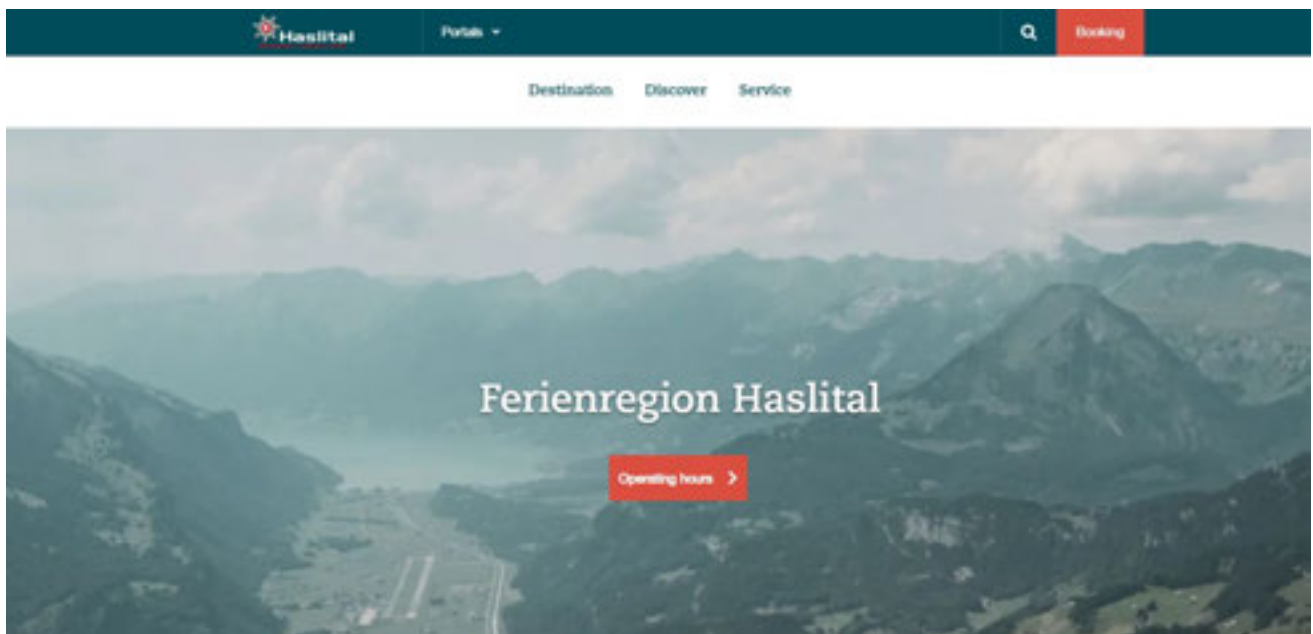 Haslital
Portals
Booking
Destination Discover Service
Ferienregion Haslital
Operating hours